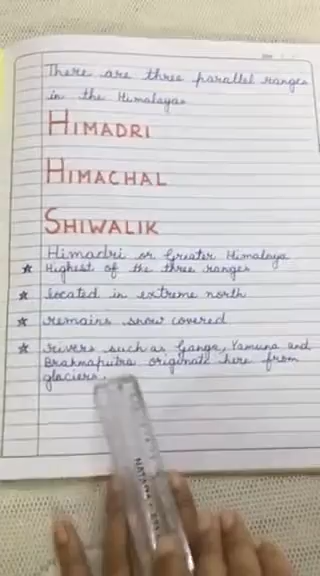 There are three parallel ranges
in the Himalayas
HIMADRI
HIMACHAL
SHIWALIK
Himadri or Greater Himalaya
★ Highest of the three ranges
★ located in extreme north
★ remains snow covered
★ rivers such as Ganga, Yamuna and
Brahmaputra originate here from
glaciers.